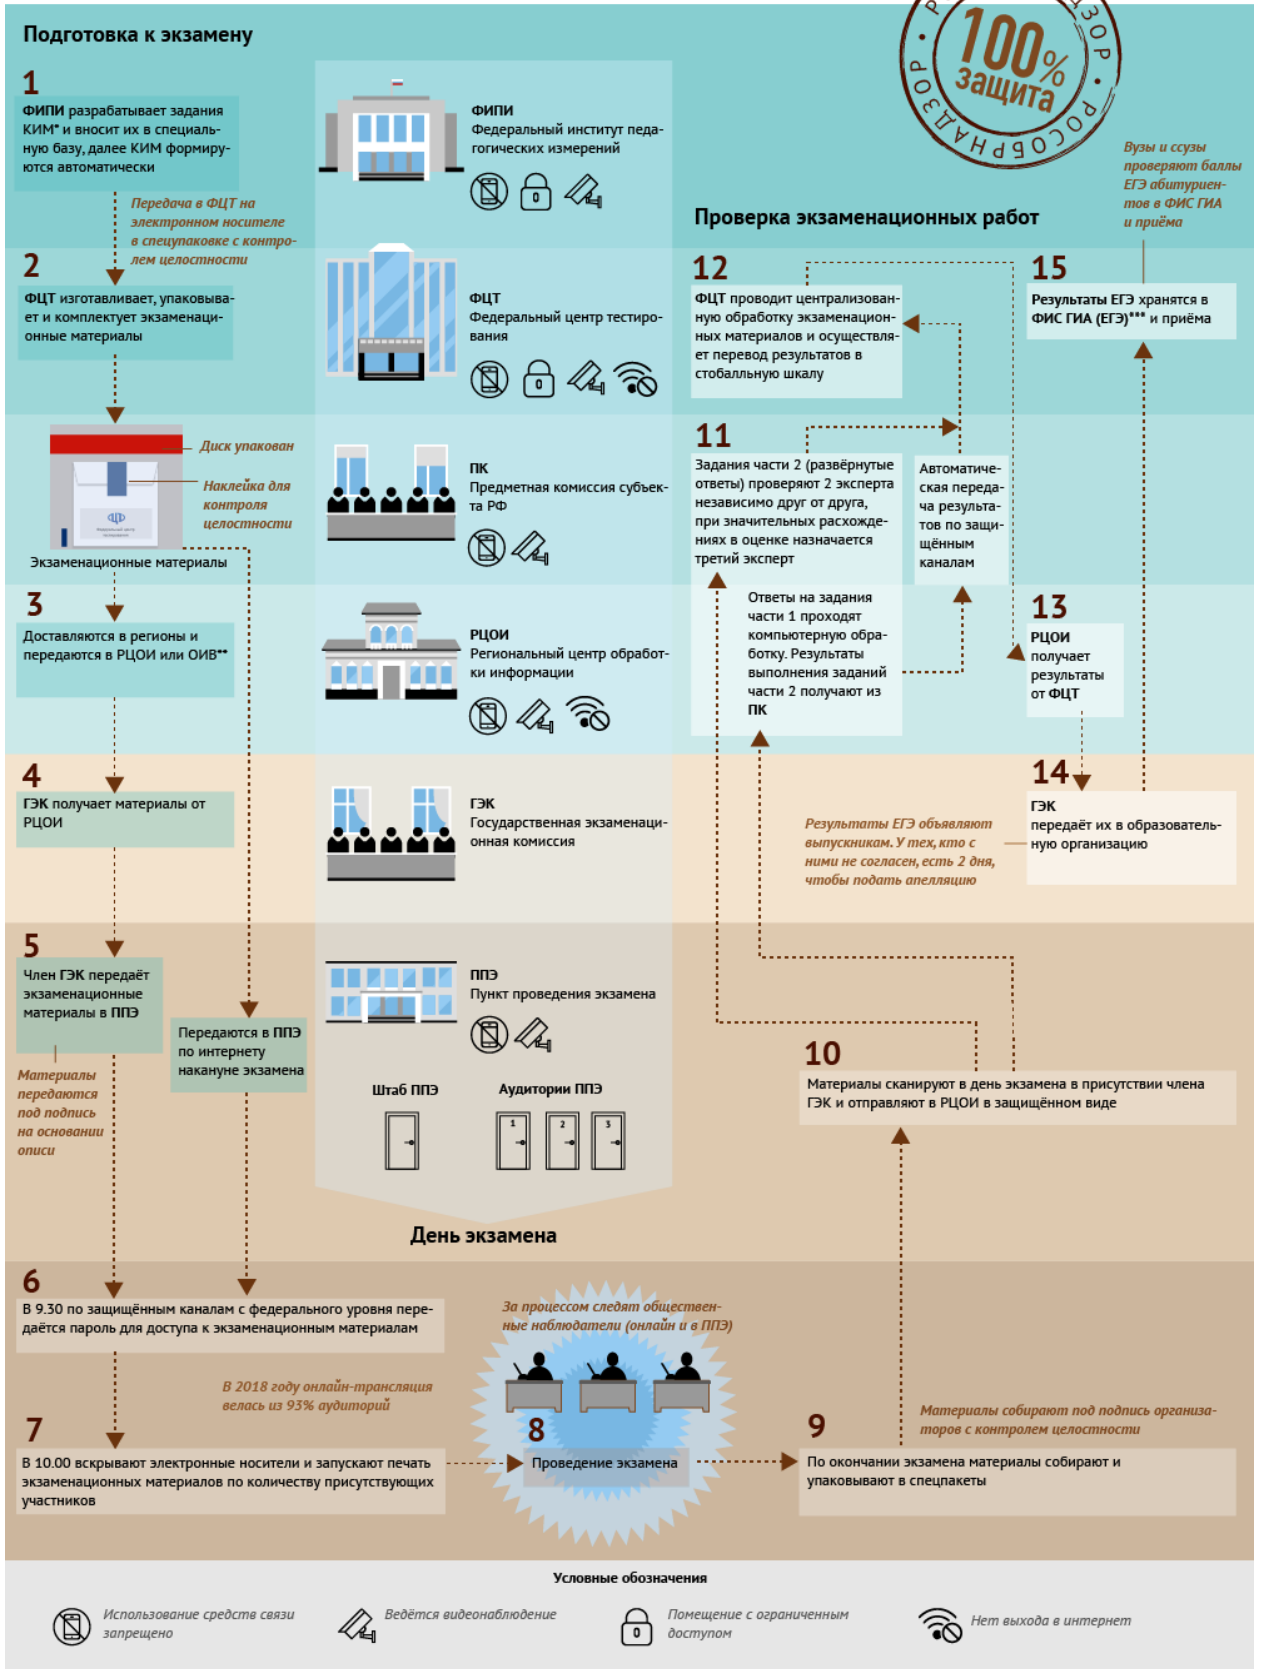 Подготовка к экзамену
1
ФИПИ разрабатывает задания
КИМ* и вносит их в специаль-
ную базу, далее КИМ формиру-
ются автоматически
Передача в ФЦТ на
электронном носителе
в спецупаковке с контро-
лем целостности
2
ФЦТ изготавливает, упаковыва-
ет и комплектует экзаменаци-
онные материалы
Диск упакован
Наклейка для
контроля
целостности
ФЦТ
Экзаменационные материалы
3
Доставляются в регионы и
передаются в РЦОИ или ОИВ**
4
ГЭК получает материалы от
РЦОИ
5
Член ГЭК передаёт
экзаменационные
материалы в ППЭ
Материалы
передаются
под подпись
на основании
описи
Передаются в ППЭ
по интернету
накануне экзамена
ФИПИ
Федеральный институт педа-
гогических измерений
ФЦТ
Федеральный центр тестиро-
вания
ПК
Предметная комиссия субъек-
та РФ
РЦОИ
Региональный центр обработ-
ки информации
ГЭК
Государственная экзаменаци-
онная комиссия
ППЭ
Пункт проведения экзамена
Штаб ППЭ
Аудитории ППЭ
1
2
3
День экзамена
6
В 9.30 по защищённым каналам с федерального уровня пере-
даётся пароль для доступа к экзаменационным материалам
В 2018 году онлайн-трансляция
велась из 93% аудиторий
7
В 10.00 вскрывают электронные носители и запускают печать
экзаменационных материалов по количеству присутствующих
участников
За процессом следят обществен-
ные наблюдатели (онлайн и в ППЭ)
8
Проведение экзамена
9
По окончании экзамена материалы собирают и
упаковывают в спецпакеты
Материалы собирают под подпись организа-
торов с контролем целостности
10
Материалы сканируют в день экзамена в присутствии члена
ГЭК и отправляют в РЦОИ в защищённом виде
100%
защита
РОСОБРНАДЗОР
Проверка экзаменационных работ
11
Задания части 2 (развёрнутые
ответы) проверяют 2 эксперта
независимо друг от друга,
при значительных расхожде-
ниях в оценке назначается
третий эксперт
Ответы на задания
части 1 проходят
компьютерную обра-
ботку. Результаты
выполнения заданий
части 2 получают из
ПК
Автоматиче-
ская переда-
ча результа-
тов по защи-
щённым
каналам
12
ФЦТ проводит централизован-
ную обработку экзаменацион-
ных материалов и осуществля-
ет перевод результатов в
стобалльную шкалу
13
РЦОИ
получает
результаты
от ФЦТ
14
ГЭК
передаёт их в образователь-
ную организацию
Результаты ЕГЭ объявляют
выпускникам. У тех, кто с
ними не согласен, есть 2 дня,
чтобы подать апелляцию
15
Результаты ЕГЭ хранятся в
ФИС ГИА (ЕГЭ)*** и приёма
Вузы и ссузы
проверяют баллы
ЕГЭ абитуриен-
тов в ФИС ГИА
и приёма
Условные обозначения
Использование средств связи
запрещено
Ведётся видеонаблюдение
Помещение с ограниченным
доступом
Нет выхода в интернет